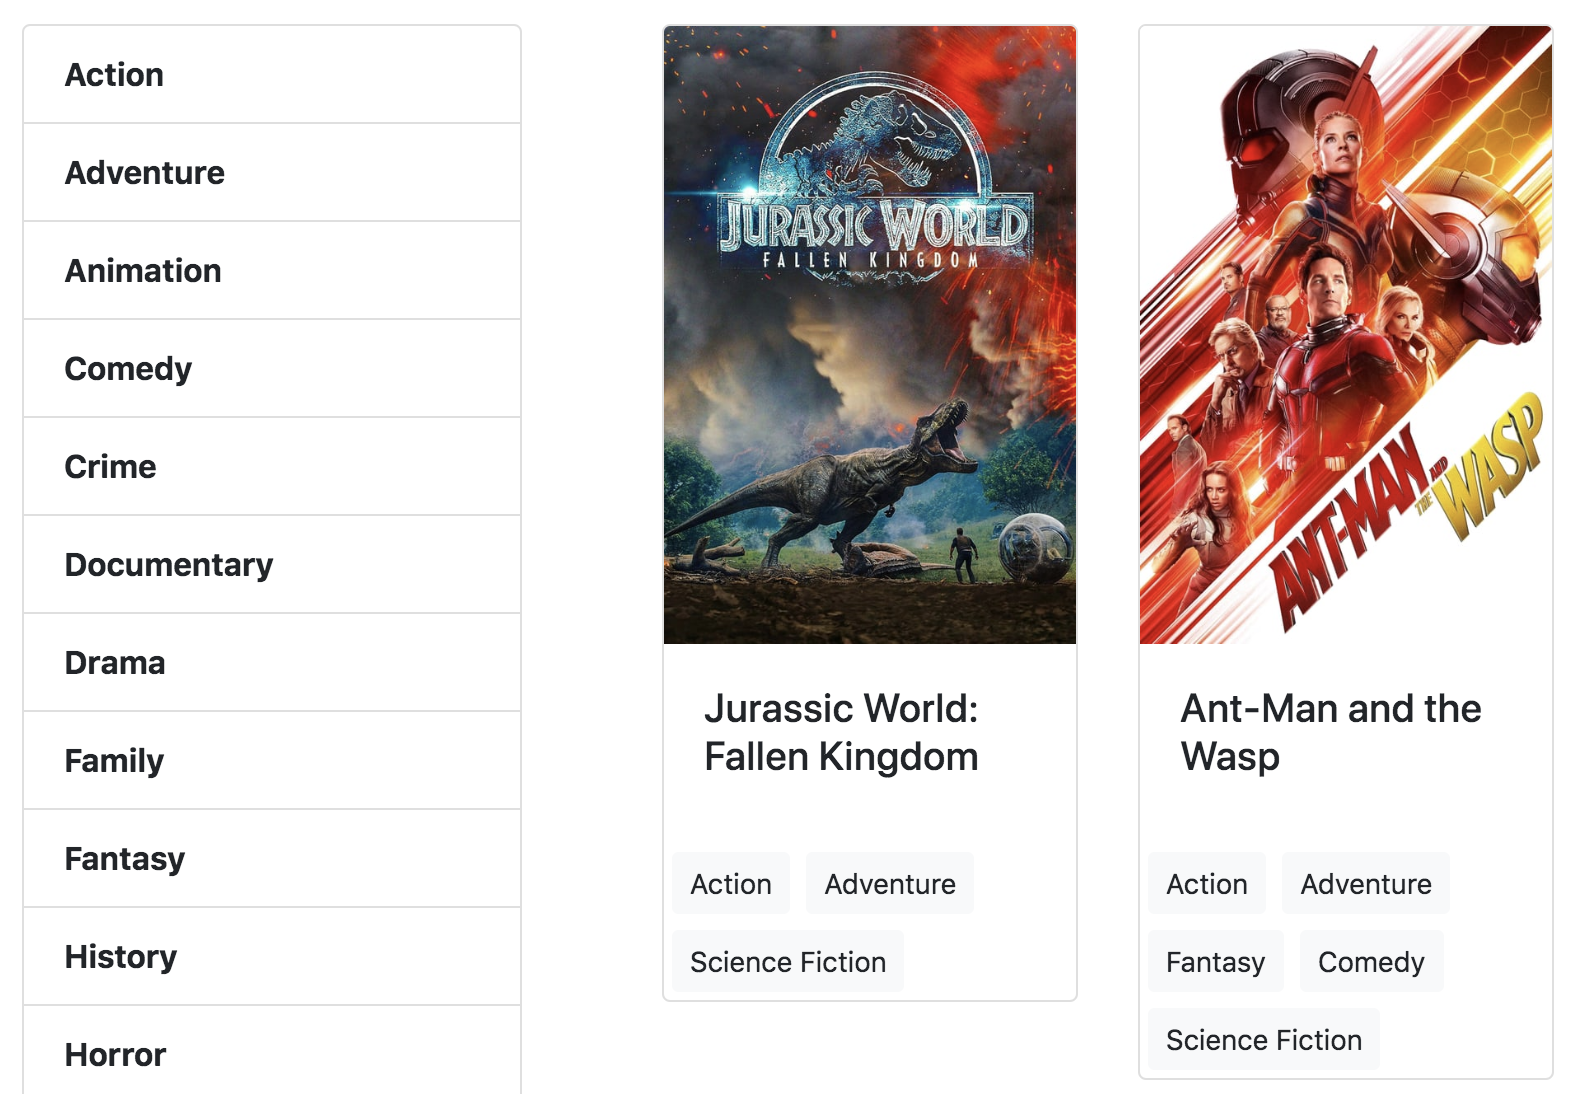 Action
Adventure
Animation
Comedy
Crime
Documentary
Drama
Family
Fantasy
History
Horror
JURASSIC WORLD
FALLEN KINGDOM
Jurassic World:
Fallen Kingdom
Action Adventure
Science Fiction
ANT-MAN AND
THE WASP
Ant-Man and the
Wasp
Action Adventure
Fantasy Comedy
Science Fiction